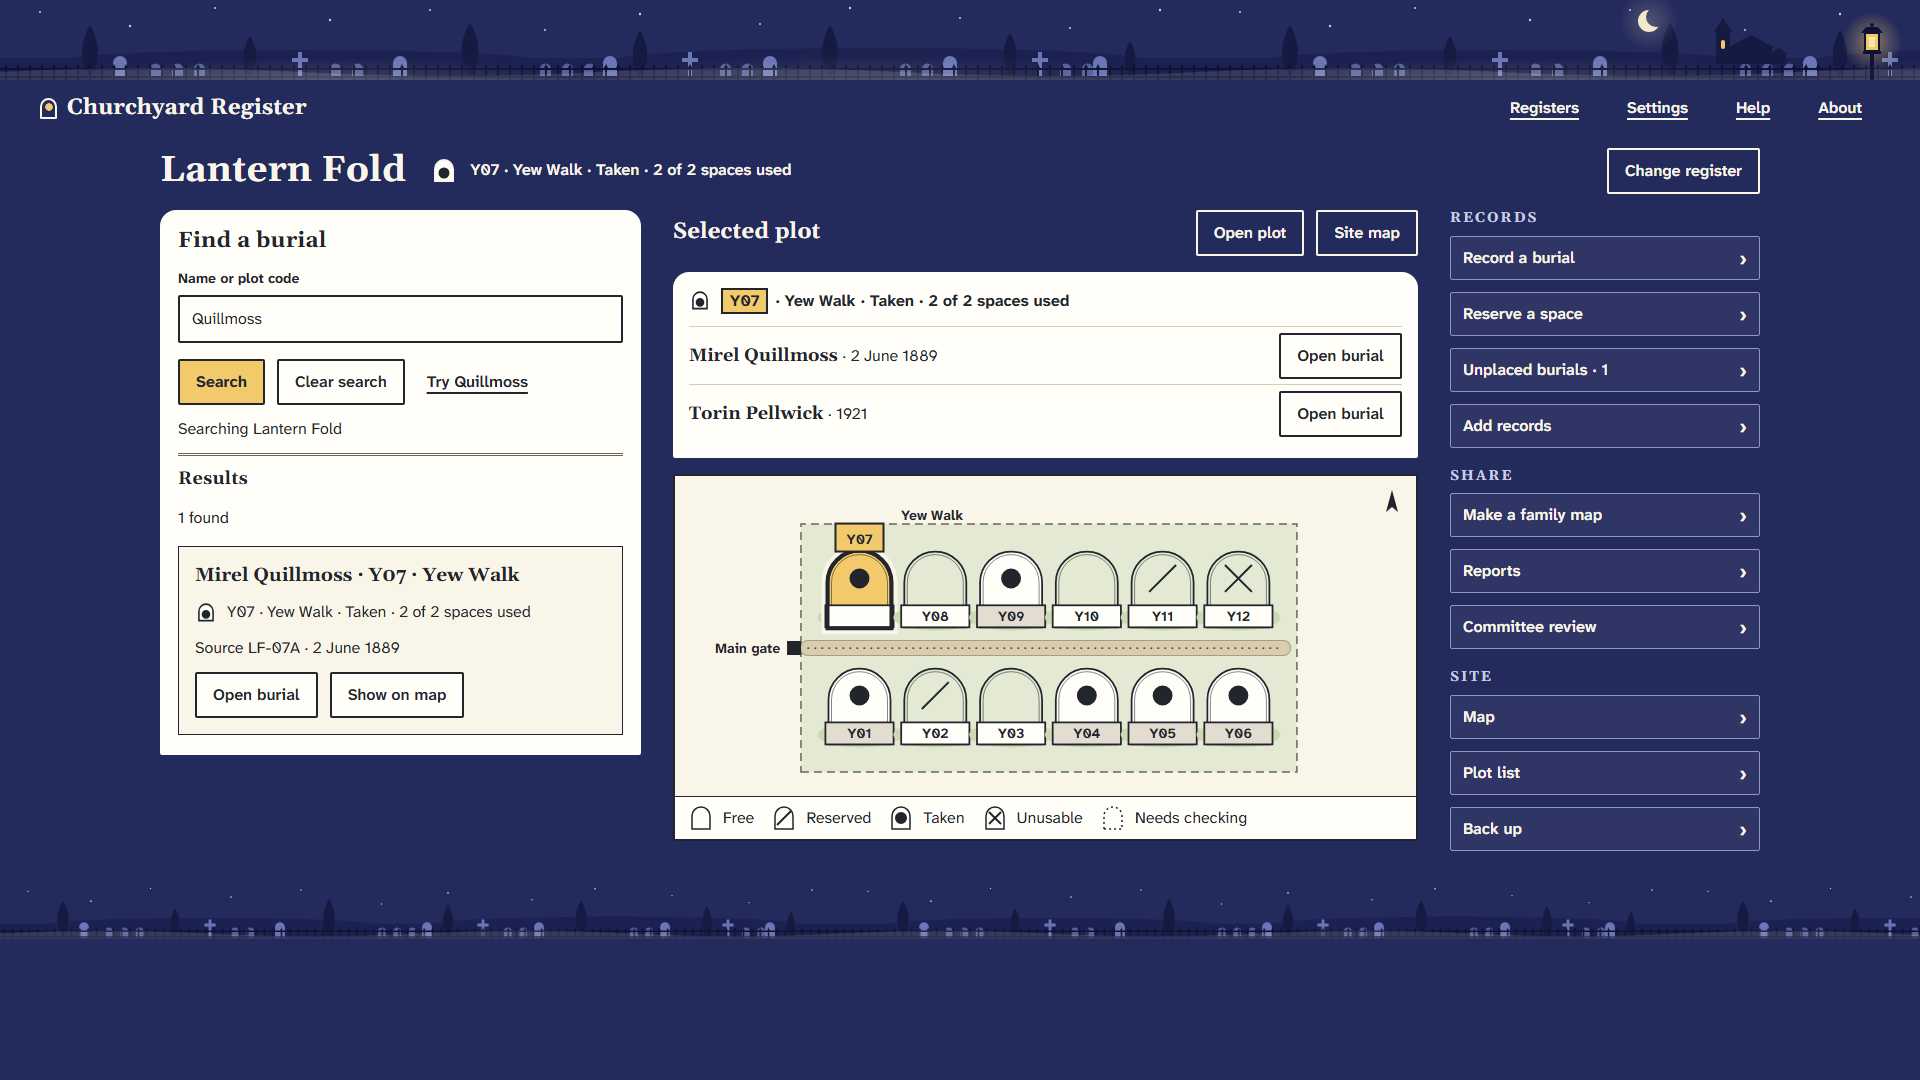 Churchyard Register
Registers
Settings
Help
About
Lantern Fold
Y07 · Yew Walk · Taken · 2 of 2 spaces used
Change register
Find a burial
Name or plot code
Quillmoss
Search
Clear search
Try Quillmoss
Searching Lantern Fold
Results
1 found
Mirel Quillmoss · Y07 · Yew Walk
Y07 · Yew Walk · Taken · 2 of 2 spaces used
Source LF-07A · 2 June 1889
Open burial
Show on map
Selected plot
Open plot
Site map
Y07 · Yew Walk · Taken · 2 of 2 spaces used
Mirel Quillmoss · 2 June 1889
Open burial
Torin Pellwick · 1921
Open burial
Yew Walk
Y07
Y08
Y09
Y10
Y11
Y12
Main gate
Y01
Y02
Y03
Y04
Y05
Y06
Free
Reserved
Taken
Unusable
Needs checking
RECORDS
Record a burial
Reserve a space
Unplaced burials · 1
Add records
SHARE
Make a family map
Reports
Committee review
SITE
Map
Plot list
Back up